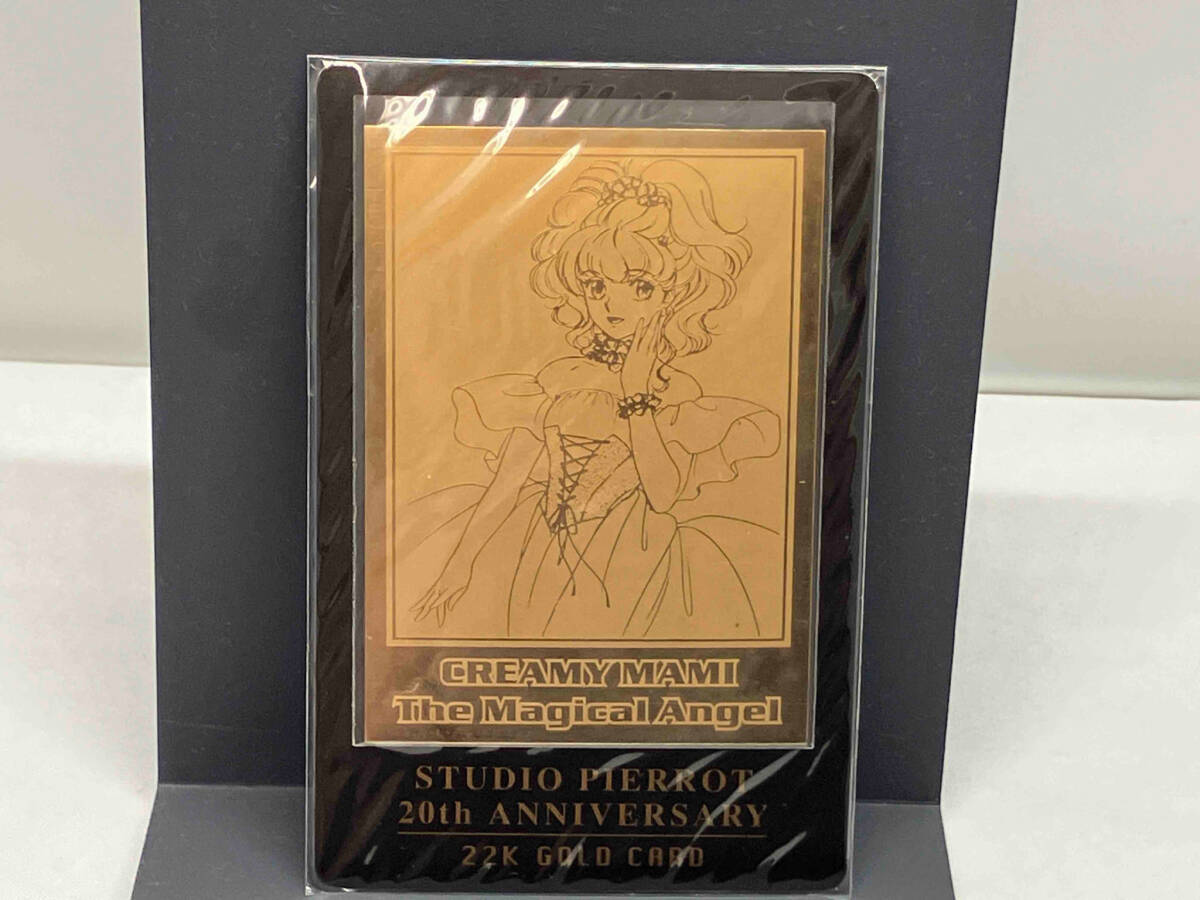 CREAMY MAMI
The Magical Angel
STUDIO PIERROT
20th ANNIVERSARY
22K GOLD CARD